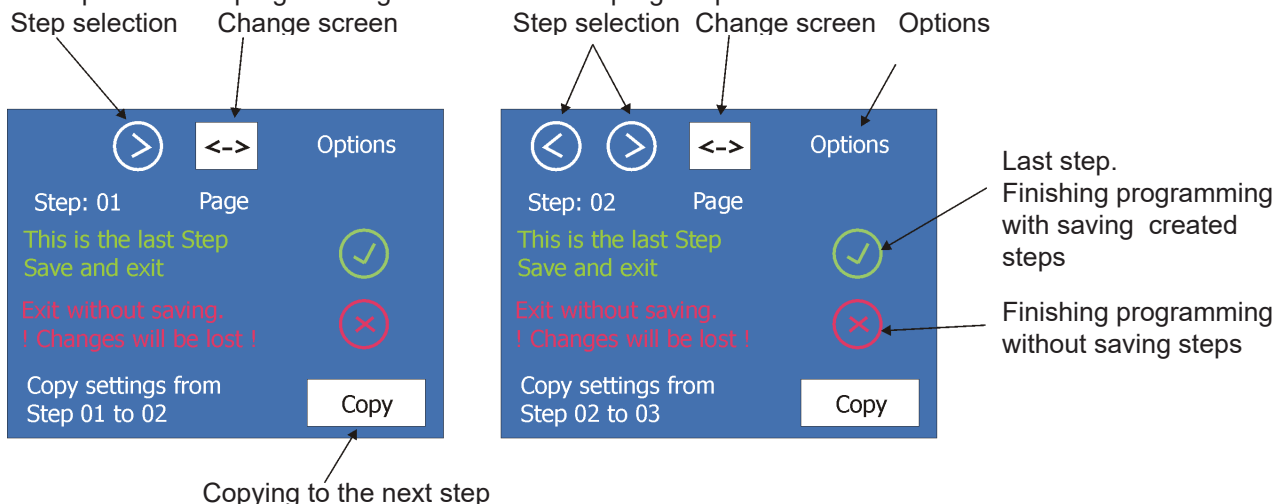 Step selection Change screen
Step selection Change screen Options
> <-> Options
Step: 01 Page
This is the last Step
Save and exit
Exit without saving.
! Changes will be lost !
Copy settings from
Step 01 to 02
Copy
< > <-> Options
Step: 02 Page
This is the last Step
Save and exit
Exit without saving.
! Changes will be lost !
Copy settings from
Step 02 to 03
Copy
Last step.
Finishing programming
with saving created
steps
Finishing programming
without saving steps
Copying to the next step